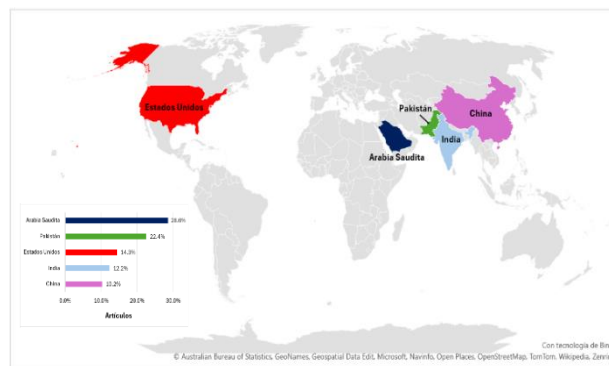 Estados Unidos
China
Pakistán
India
Arabia Saudita
Arabia Saudita 28.6%
Pakistán 22.4%
Estados Unidos 14.3%
India 12.2%
China 10.2%
0.0% 10.0% 20.0% 30.0%
Artículos
Con tecnología de Bin
© Australian Bureau of Statistics, GeoNames, Geospatial Data Edit, Microsoft, Navinfo, Open Places, OpenStreetMap, TomTom, Wikipedia, Zenri